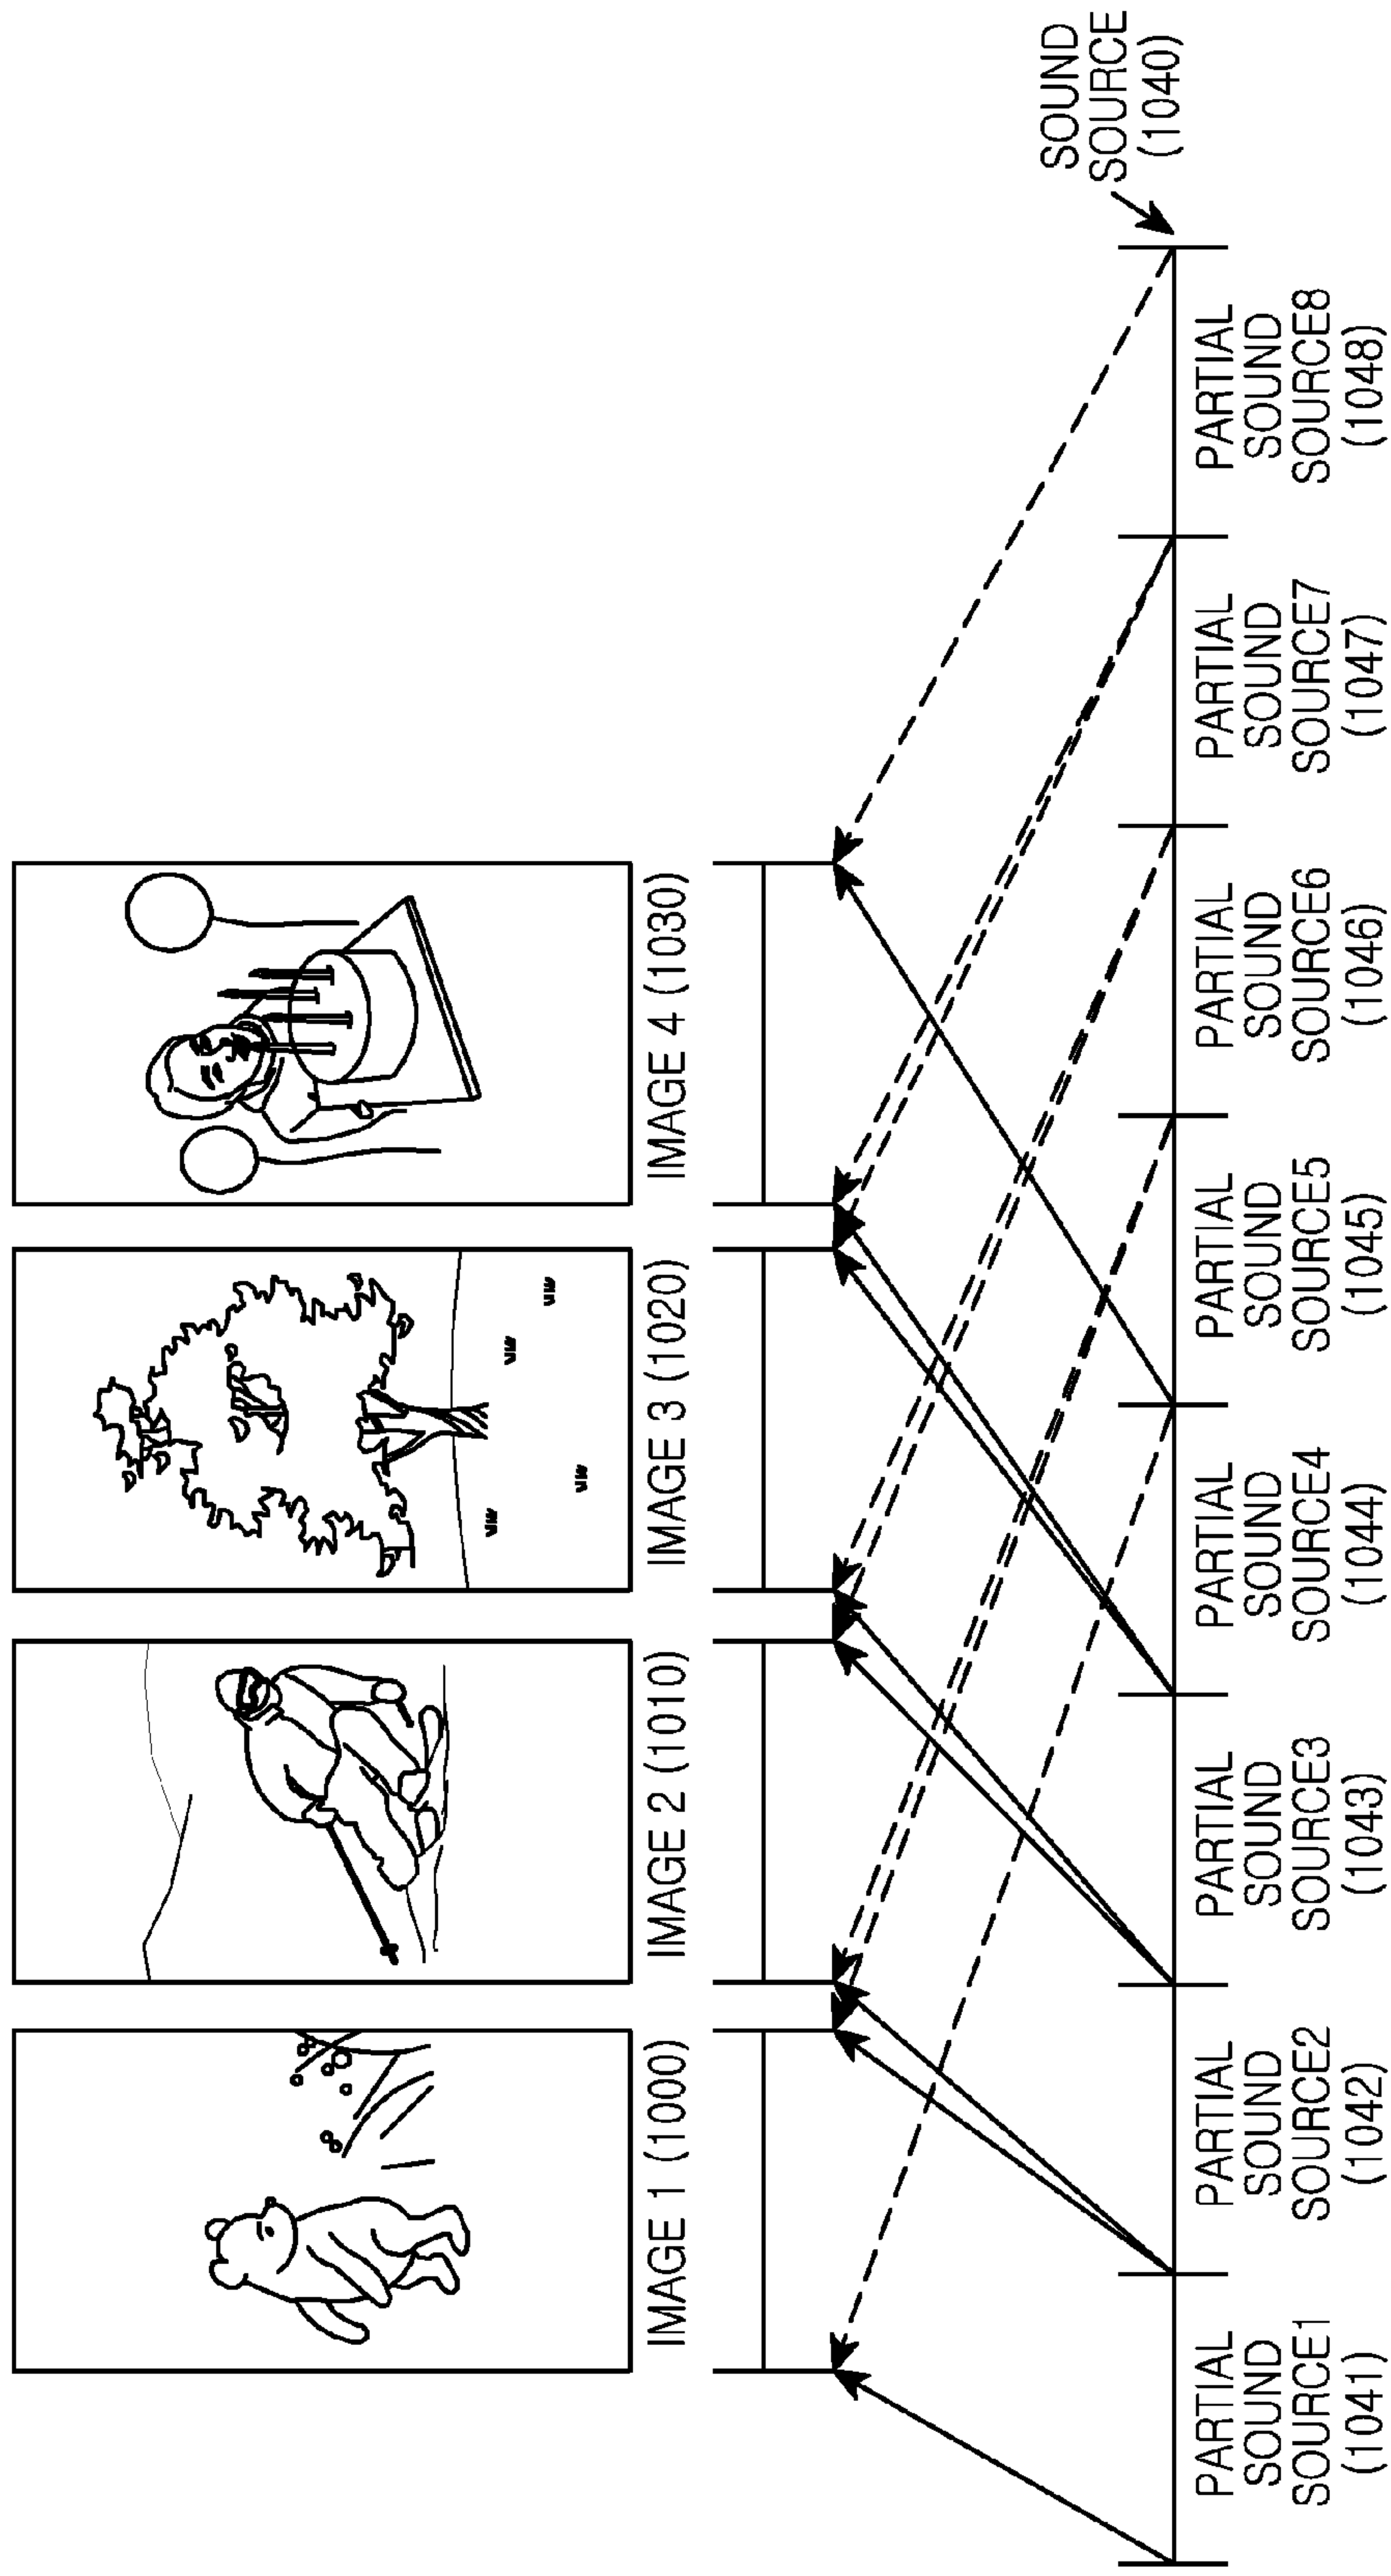 IMAGE 1 (1000)
IMAGE 2 (1010)
IMAGE 3 (1020)
IMAGE 4 (1030)
SOUND
SOURCE
(1040)
PARTIAL
SOUND
SOURCE1
(1041)
PARTIAL
SOUND
SOURCE2
(1042)
PARTIAL
SOUND
SOURCE3
(1043)
PARTIAL
SOUND
SOURCE4
(1044)
PARTIAL
SOUND
SOURCE5
(1045)
PARTIAL
SOUND
SOURCE6
(1046)
PARTIAL
SOUND
SOURCE7
(1047)
PARTIAL
SOUND
SOURCE8
(1048)